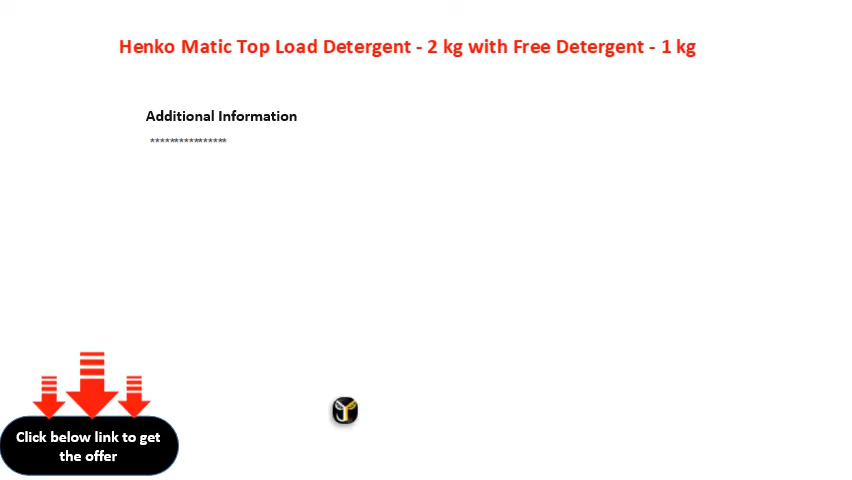 Henko Matic Top Load Detergent - 2 kg with Free Detergent - 1 kg
Additional Information
****************
Click below link to get
the offer